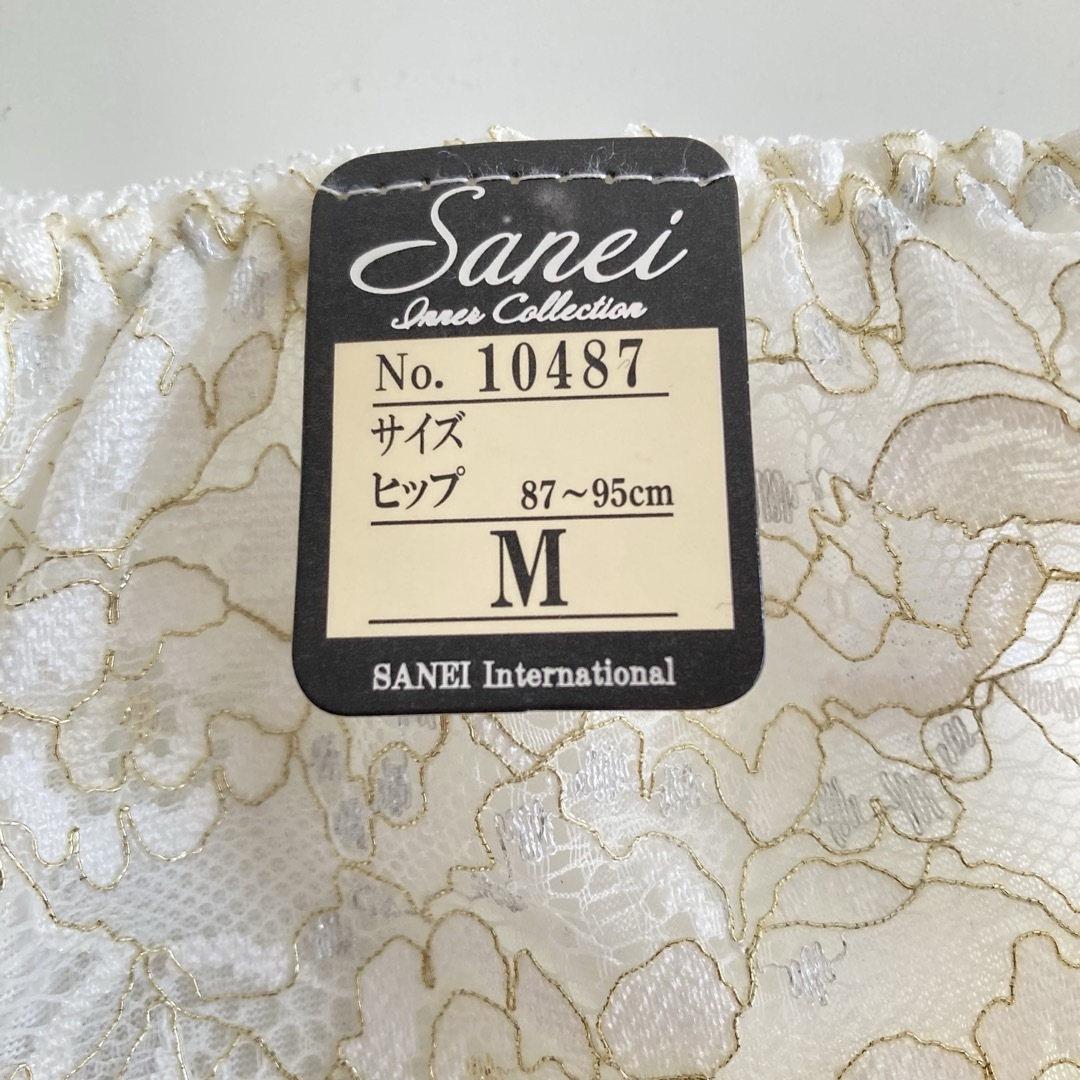 Sanei
Inner Collection
No. 10487
サイズ
ヒップ 87～95cm
M
SANEI International